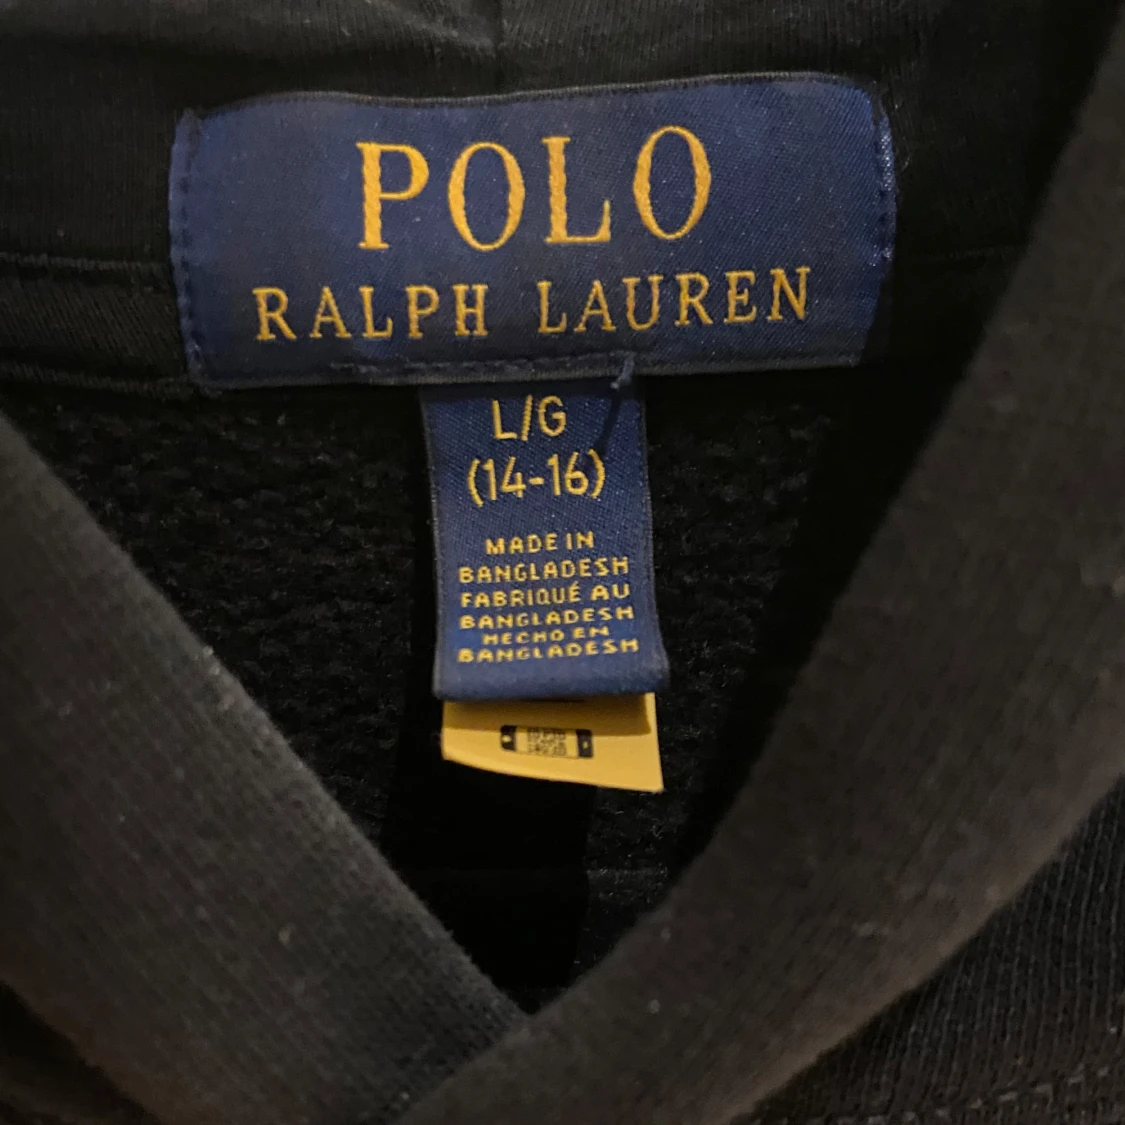 POLO
RALPH LAUREN
L/G
(14-16)
MADE IN
BANGLADESH
FABRIQUÉ AU
BANGLADESH
HECHO EN
BANGLADESH